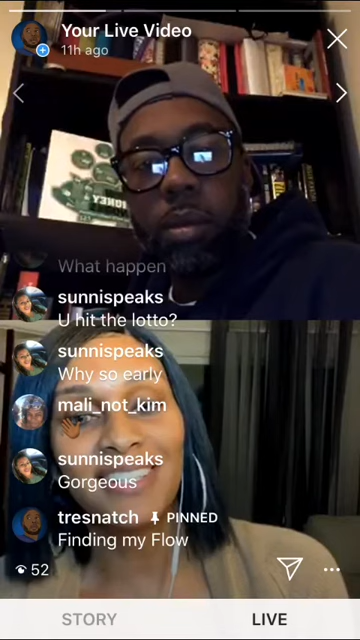 Your Live Video
11h ago
What happen
sunnispeaks
U hit the lotto?
sunnispeaks
Why so early
mali_not_kim
sunnispeaks
Gorgeous
tresnatch PINNED
Finding my Flow
52
STORY LIVE